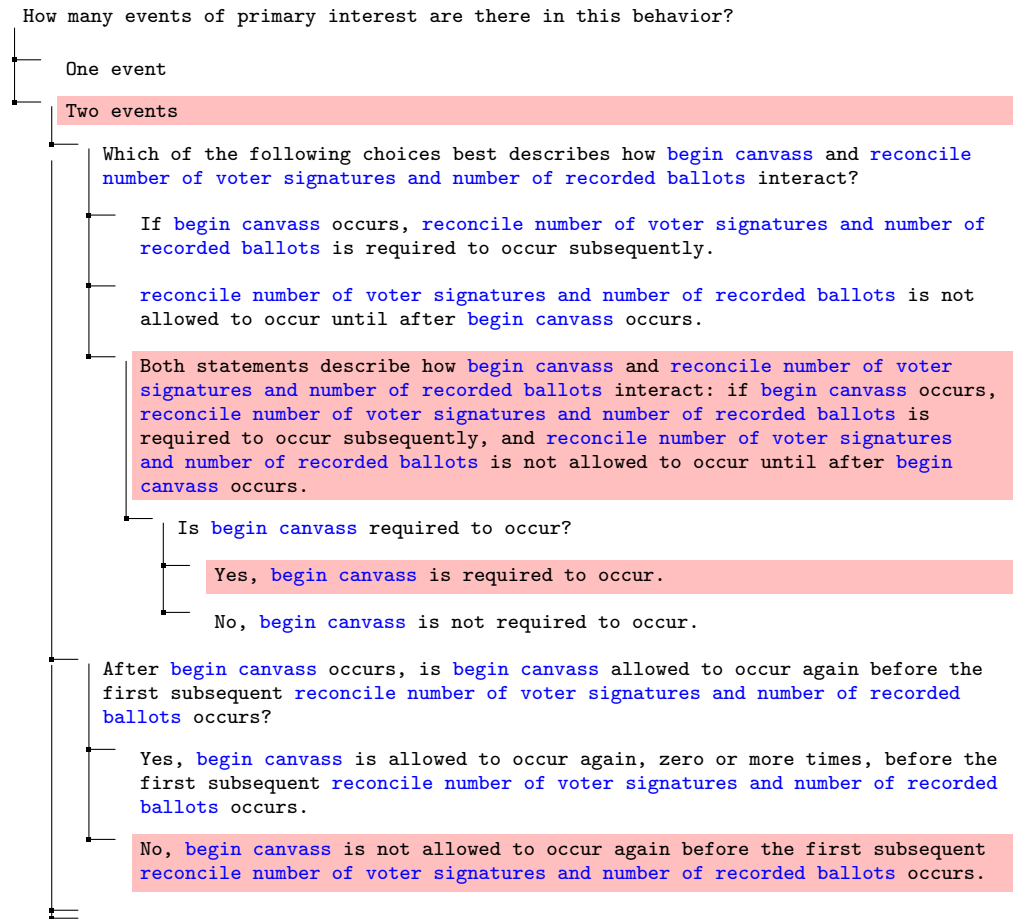 How many events of primary interest are there in this behavior?
One event
Two events
Which of the following choices best describes how begin canvass and reconcile
number of voter signatures and number of recorded ballots interact?
If begin canvass occurs, reconcile number of voter signatures and number of
recorded ballots is required to occur subsequently.
reconcile number of voter signatures and number of recorded ballots is not
allowed to occur until after begin canvass occurs.
Both statements describe how begin canvass and reconcile number of voter
signatures and number of recorded ballots interact: if begin canvass occurs,
reconcile number of voter signatures and number of recorded ballots is
required to occur subsequently, and reconcile number of voter signatures
and number of recorded ballots is not allowed to occur until after begin
canvass occurs.
Is begin canvass required to occur?
Yes, begin canvass is required to occur.
No, begin canvass is not required to occur.
After begin canvass occurs, is begin canvass allowed to occur again before the
first subsequent reconcile number of voter signatures and number of recorded
ballots occurs?
Yes, begin canvass is allowed to occur again, zero or more times, before the
first subsequent reconcile number of voter signatures and number of recorded
ballots occurs.
No, begin canvass is not allowed to occur again before the first subsequent
reconcile number of voter signatures and number of recorded ballots occurs.